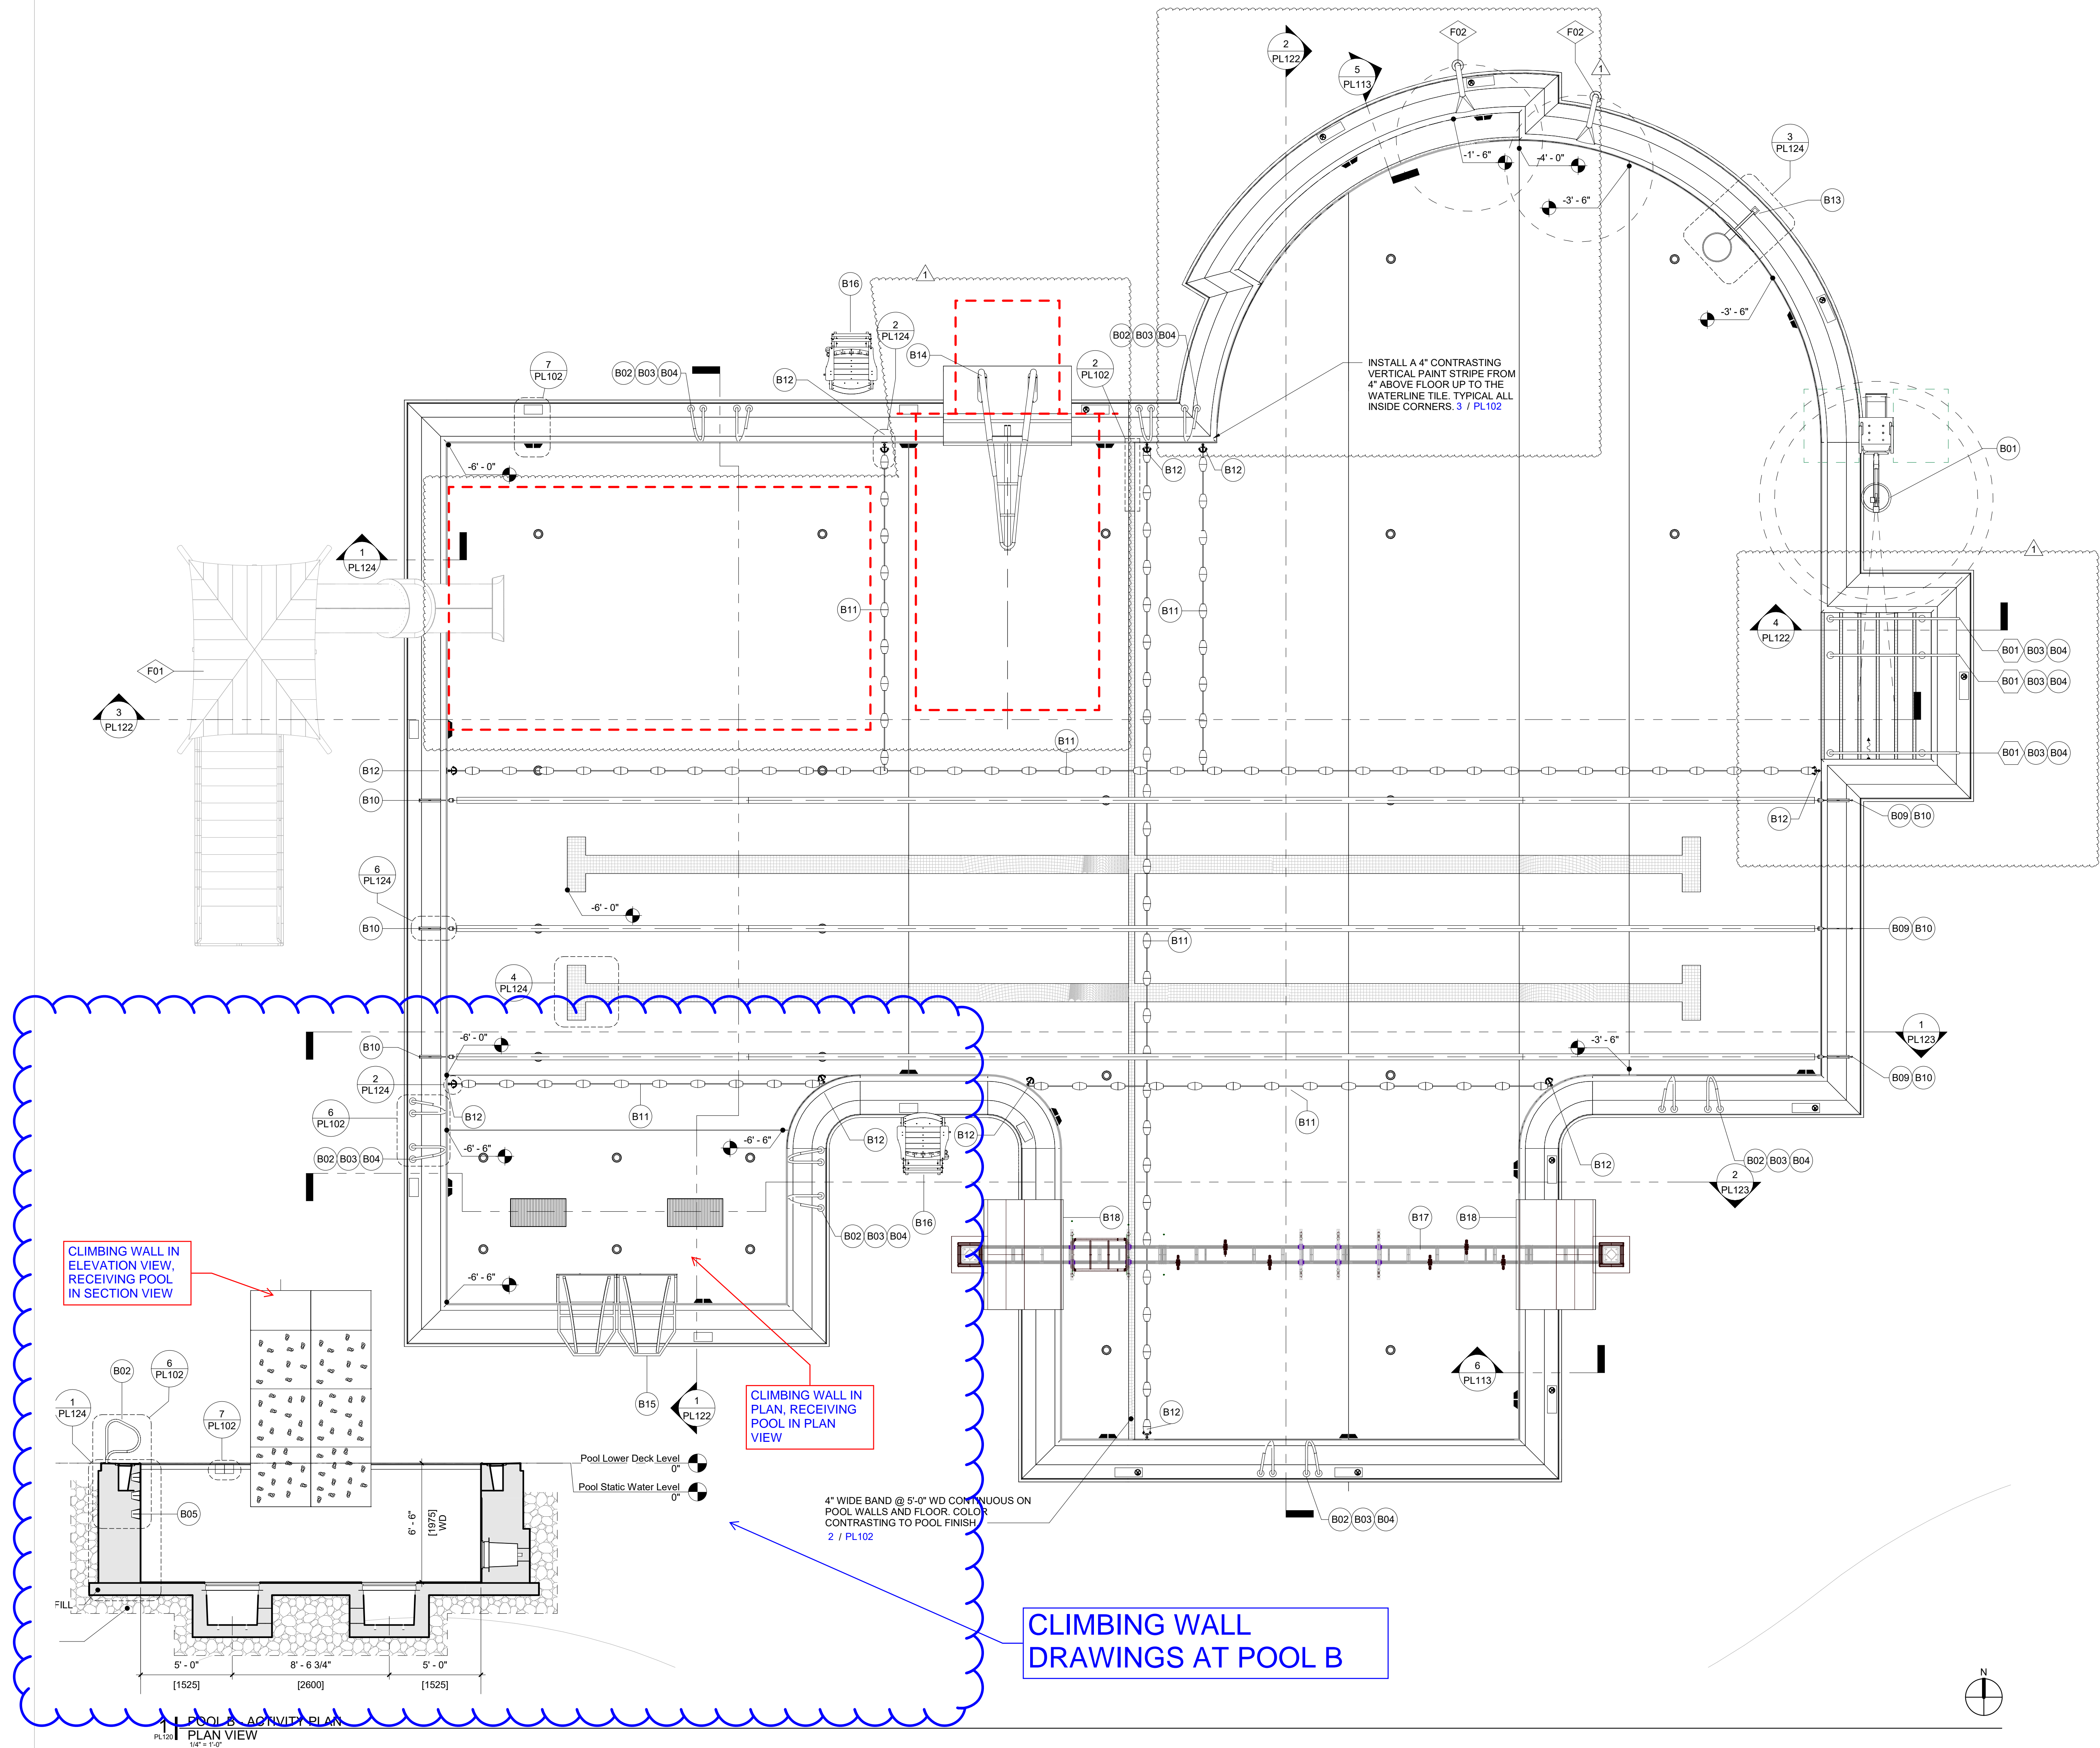 2
PL122
5
PL113
F02
F02
1
3
PL124
-1' - 6"
-4' - 0"
-3' - 6"
B13
B16
1
2
PL124
-3' - 6"
B02 B03 B04
B14
7
PL102
B02 B03 B04
B12
2
PL102
INSTALL A 4" CONTRASTING
VERTICAL PAINT STRIPE FROM
4" ABOVE FLOOR UP TO THE
WATERLINE TILE. TYPICAL ALL
INSIDE CORNERS. 3 / PL102
-6' - 0"
B12
B12
B01
1
PL124
1
B11
B11
4
PL122
B01 B03 B04
F01
B01 B03 B04
3
PL122
B11
B01 B03 B04
B12
B10
B12
B09 B10
6
PL124
-6' - 0"
B10
B11
B09 B10
4
PL124
1
PL123
-6' - 0"
-3' - 6"
B10
2
PL124
B09 B10
B12
B11
B11
6
PL102
-6' - 6"
-6' - 6"
B12
B12
B02 B03 B04
B12
B02 B03 B04
2
PL123
B16
B18
B17
B18
B02 B03 B04
CLIMBING WALL IN
ELEVATION VIEW,
RECEIVING POOL
IN SECTION VIEW
-6' - 6"
B02
6
PL102
6
PL113
1
PL124
7
PL102
B15
1
PL122
CLIMBING WALL IN
PLAN, RECEIVING
POOL IN PLAN
VIEW
B12
Pool Lower Deck Level
0"
Pool Static Water Level
0"
B05
6' - 6"
[1975]
WD
4" WIDE BAND @ 5'-0" WD CONTINUOUS ON
POOL WALLS AND FLOOR. COLOR
CONTRASTING TO POOL FINISH
2 / PL102
B02 B03 B04
FILL
CLIMBING WALL
DRAWINGS AT POOL B
5' - 0"
8' - 6 3/4"
5' - 0"
[1525]
[2600]
[1525]
N
1
PL120
POOL B - ACTIVITY PLAN
PLAN VIEW
1/4" = 1'-0"